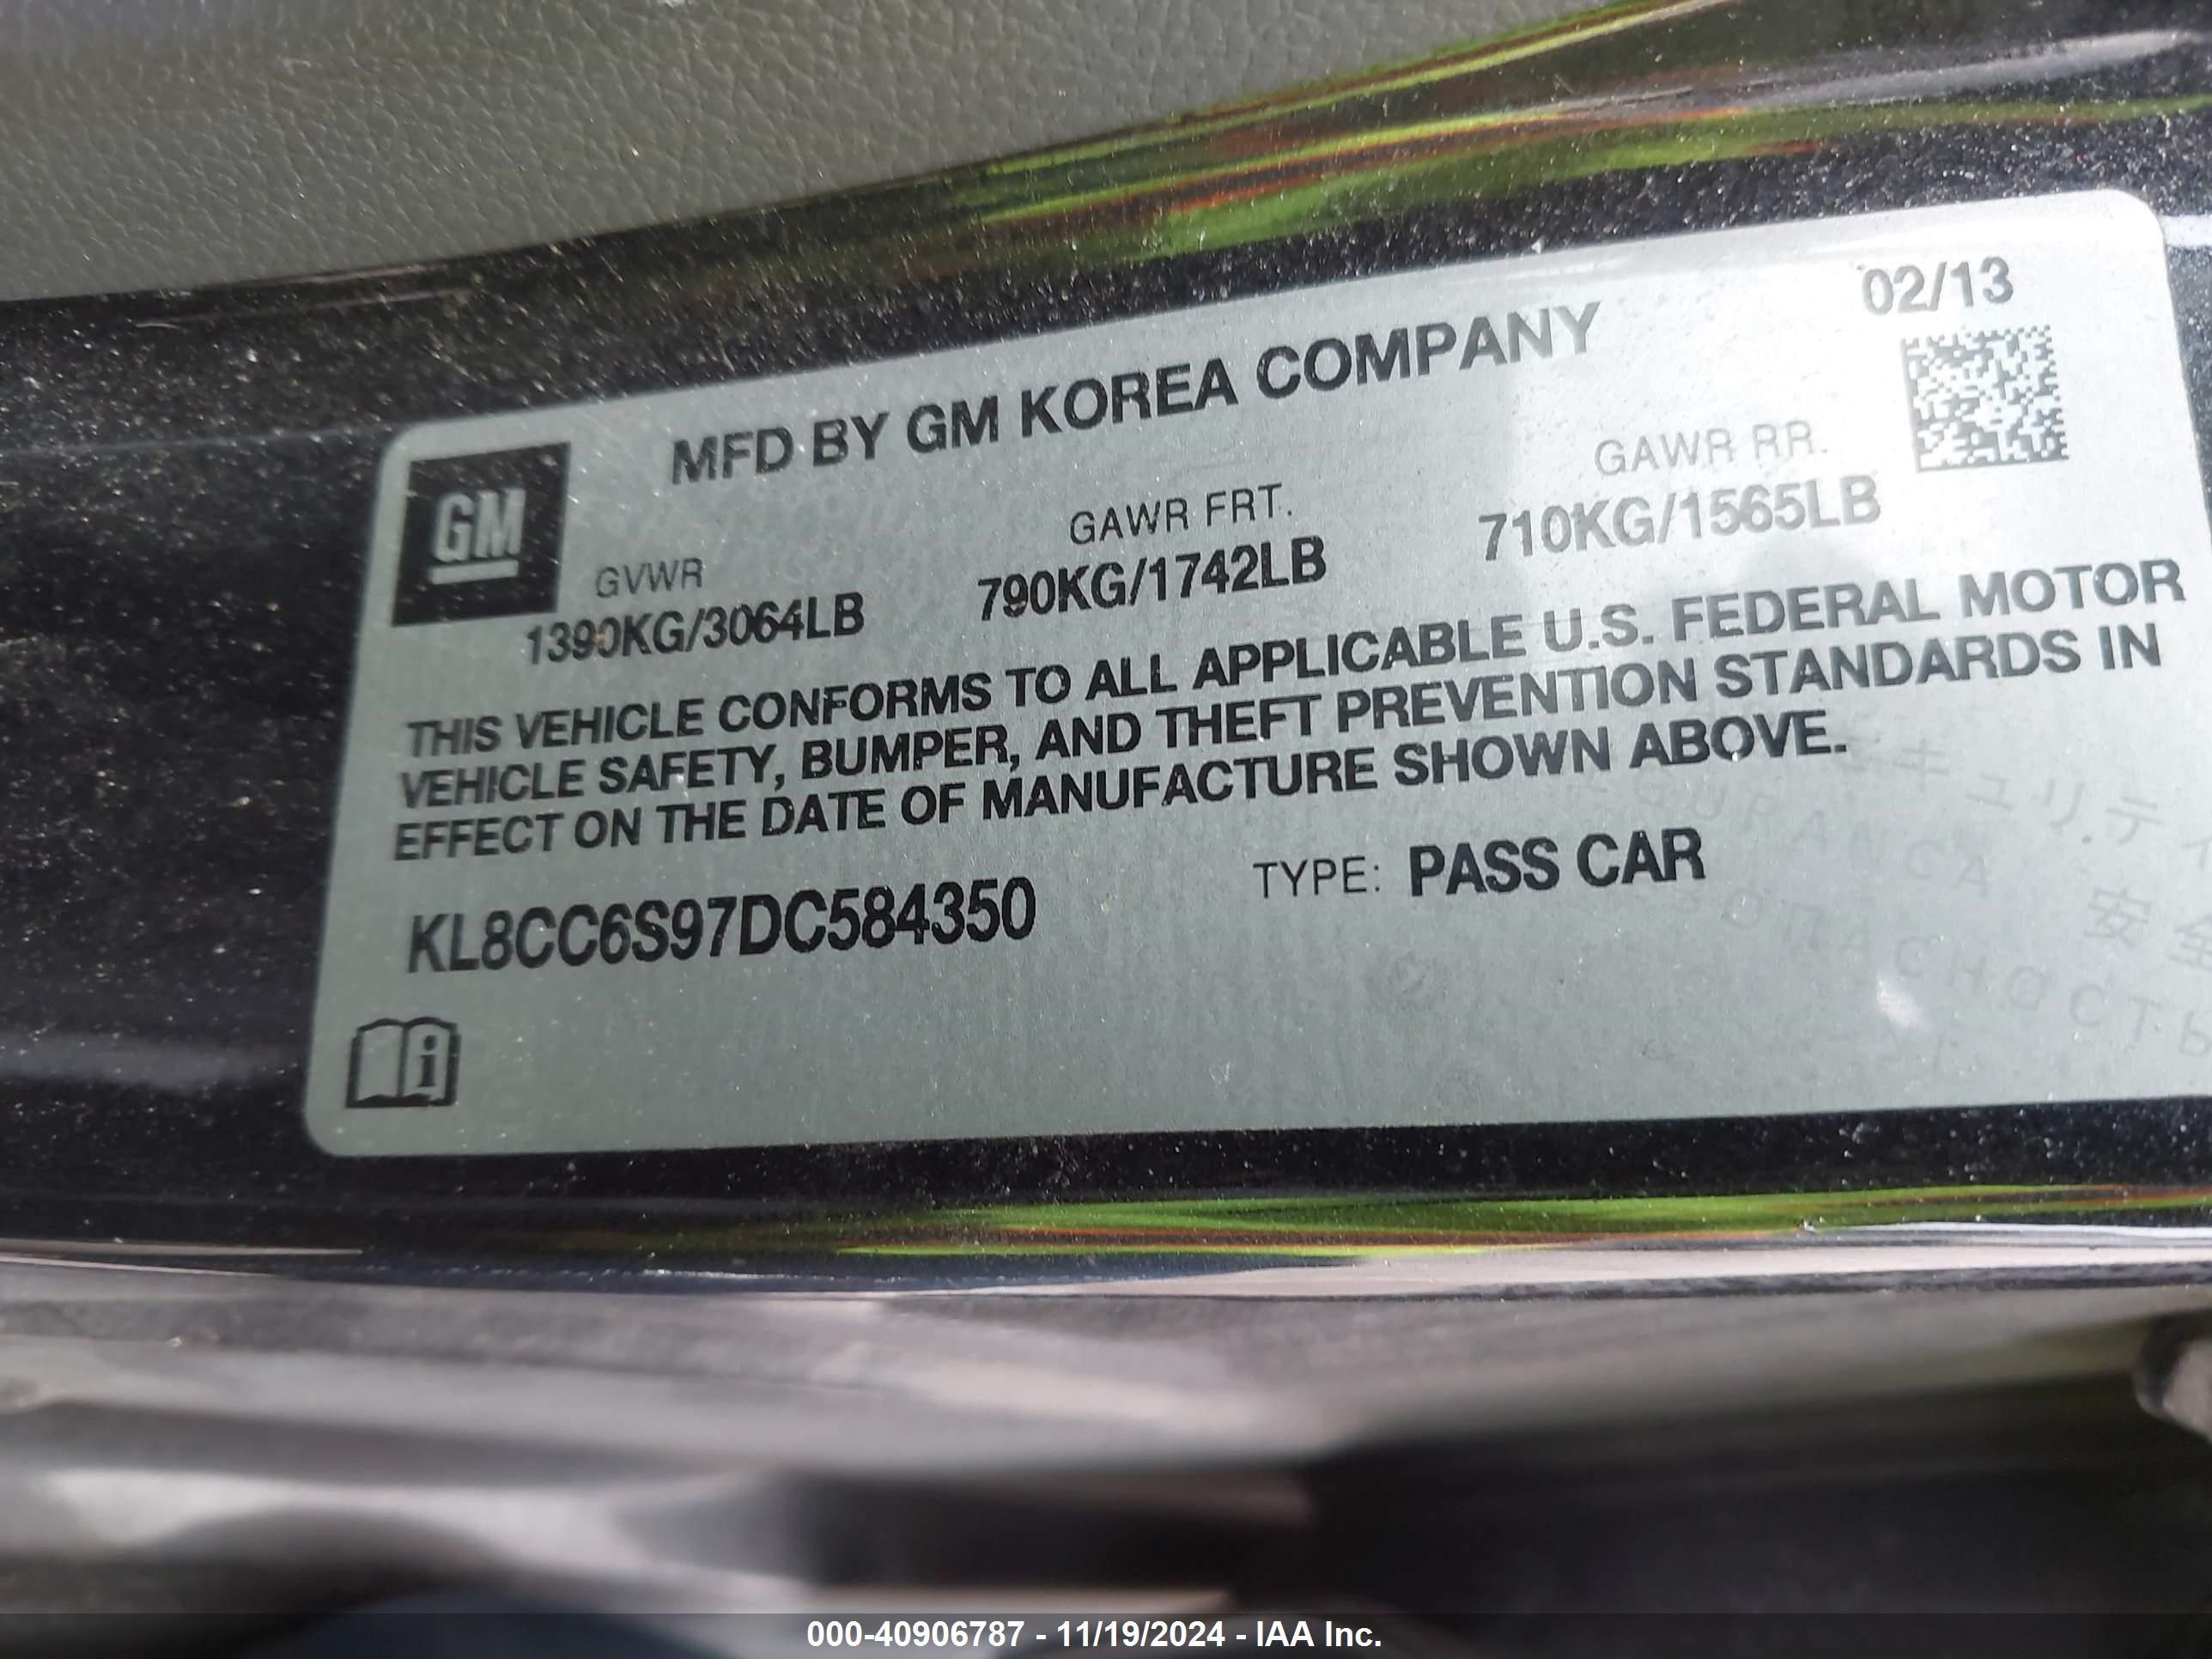 02/13
MFD BY GM KOREA COMPANY
GM
GVWR GAWR FRT. GAWR RR.
1390KG/3064LB 790KG/1742LB 710KG/1565LB
THIS VEHICLE CONFORMS TO ALL APPLICABLE U.S. FEDERAL MOTOR
VEHICLE SAFETY, BUMPER, AND THEFT PREVENTION STANDARDS IN
EFFECT ON THE DATE OF MANUFACTURE SHOWN ABOVE.
KL8CC6S97DC584350 TYPE: PASS CAR
i
000-40906787 - 11/19/2024 - IAA Inc.